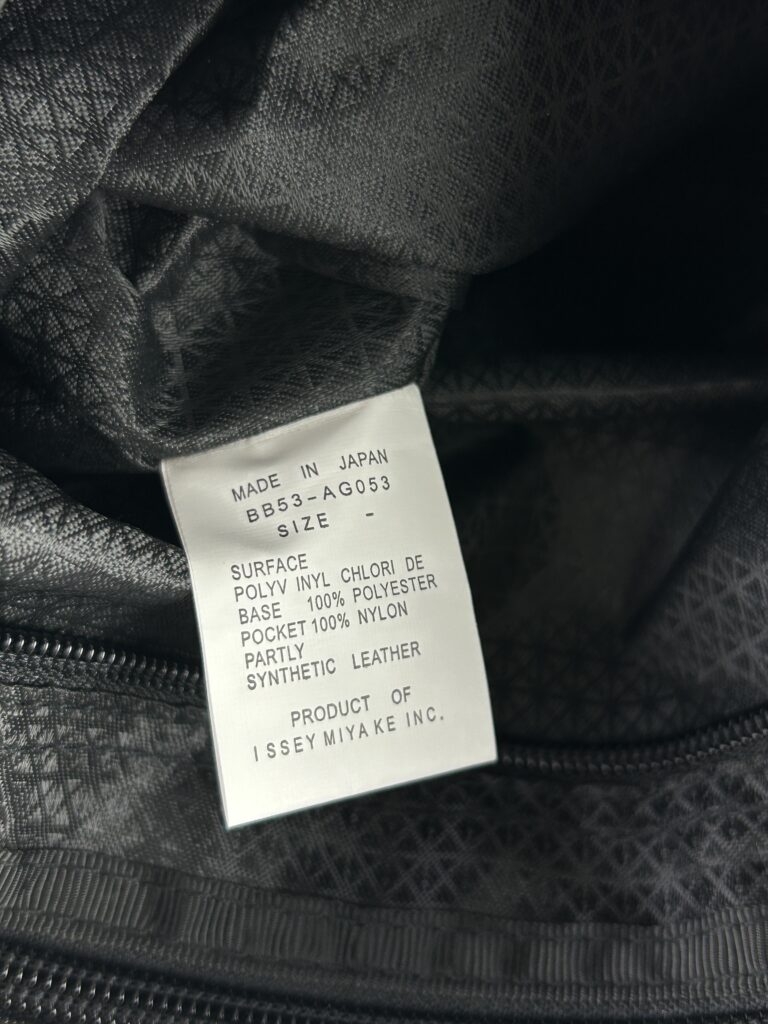 MADE IN JAPAN
BB53-AG053
SIZE -
SURFACE
POLYV INYL CHLORI DE
BASE 100% POLYESTER
POCKET 100% NYLON
PARTLY
SYNTHETIC LEATHER
PRODUCT OF
ISSEY MIYAKE INC.